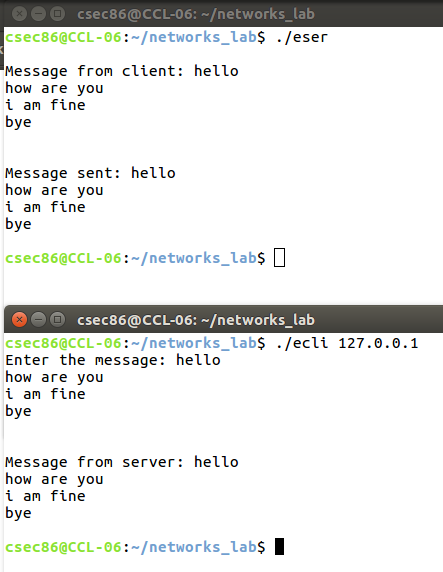 csec86@CCL-06: ~/networks_lab
csec86@CCL-06:~/networks_lab$ ./eser
Message from client: hello
how are you
i am fine
bye
Message sent: hello
how are you
i am fine
bye
csec86@CCL-06:~/networks_lab$
csec86@CCL-06: ~/networks_lab
csec86@CCL-06:~/networks_lab$ ./ecli 127.0.0.1
Enter the message: hello
how are you
i am fine
bye
Message from server: hello
how are you
i am fine
bye
csec86@CCL-06:~/networks_lab$